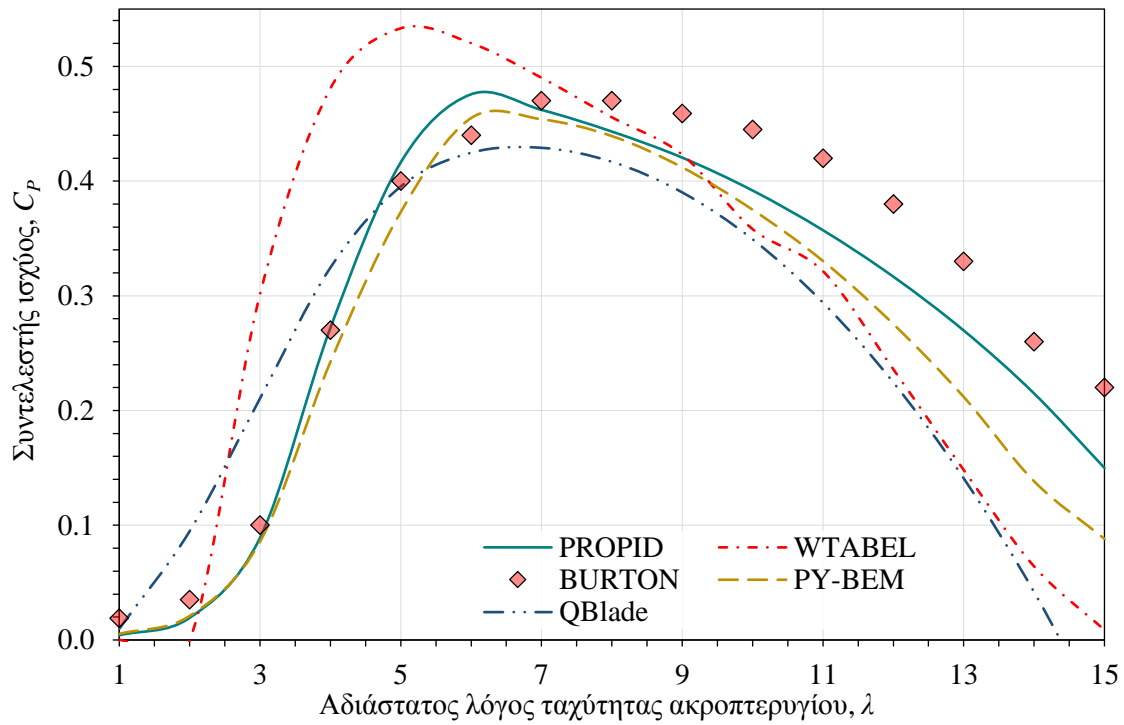 Συντελεστής ισχύος, C_P
0.5
0.4
0.3
0.2
0.1
0.0
PROPID
WTABEL
BURTON
PY-BEM
QBlade
1 3 5 7 9 11 13 15
Αδιάστατος λόγος ταχύτητας ακροπτερυγίου, λ